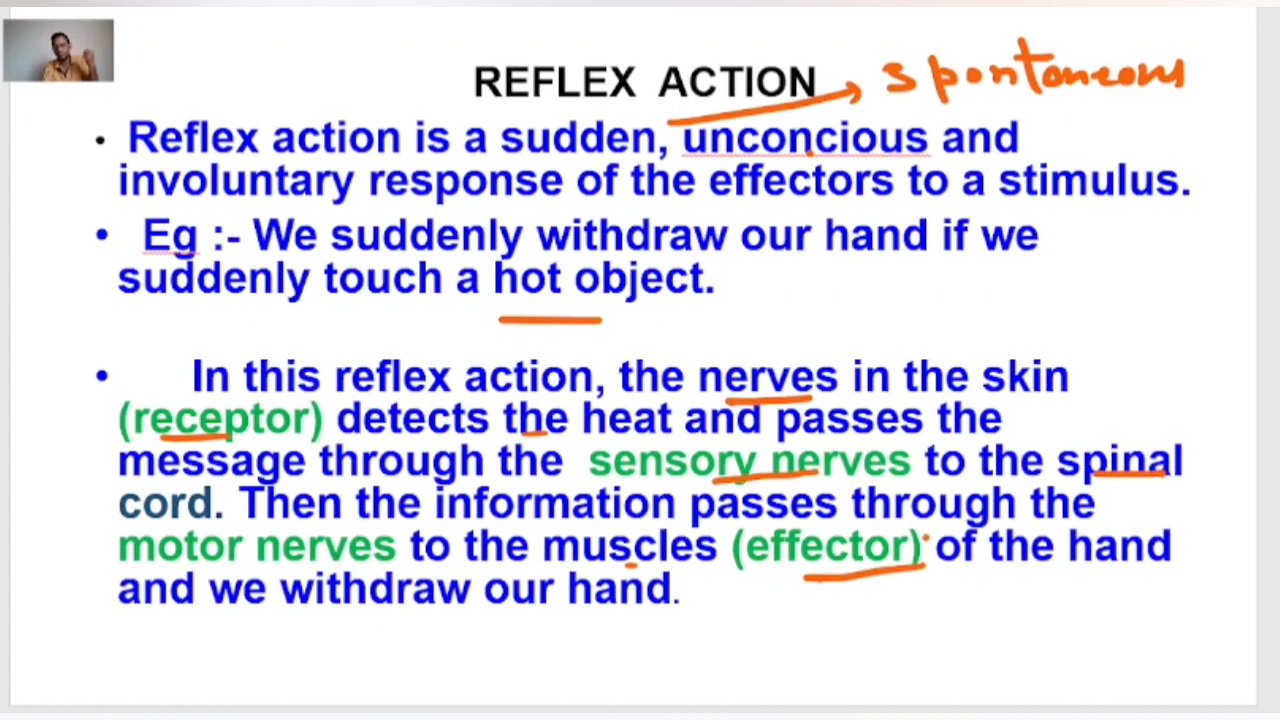 REFLEX ACTION spontaneous
• Reflex action is a sudden, unconcious and
involuntary response of the effectors to a stimulus.
• Eg :- We suddenly withdraw our hand if we
suddenly touch a hot object.
• In this reflex action, the nerves in the skin
(receptor) detects the heat and passes the
message through the sensory nerves to the spinal
cord. Then the information passes through the
motor nerves to the muscles (effector) of the hand
and we withdraw our hand.